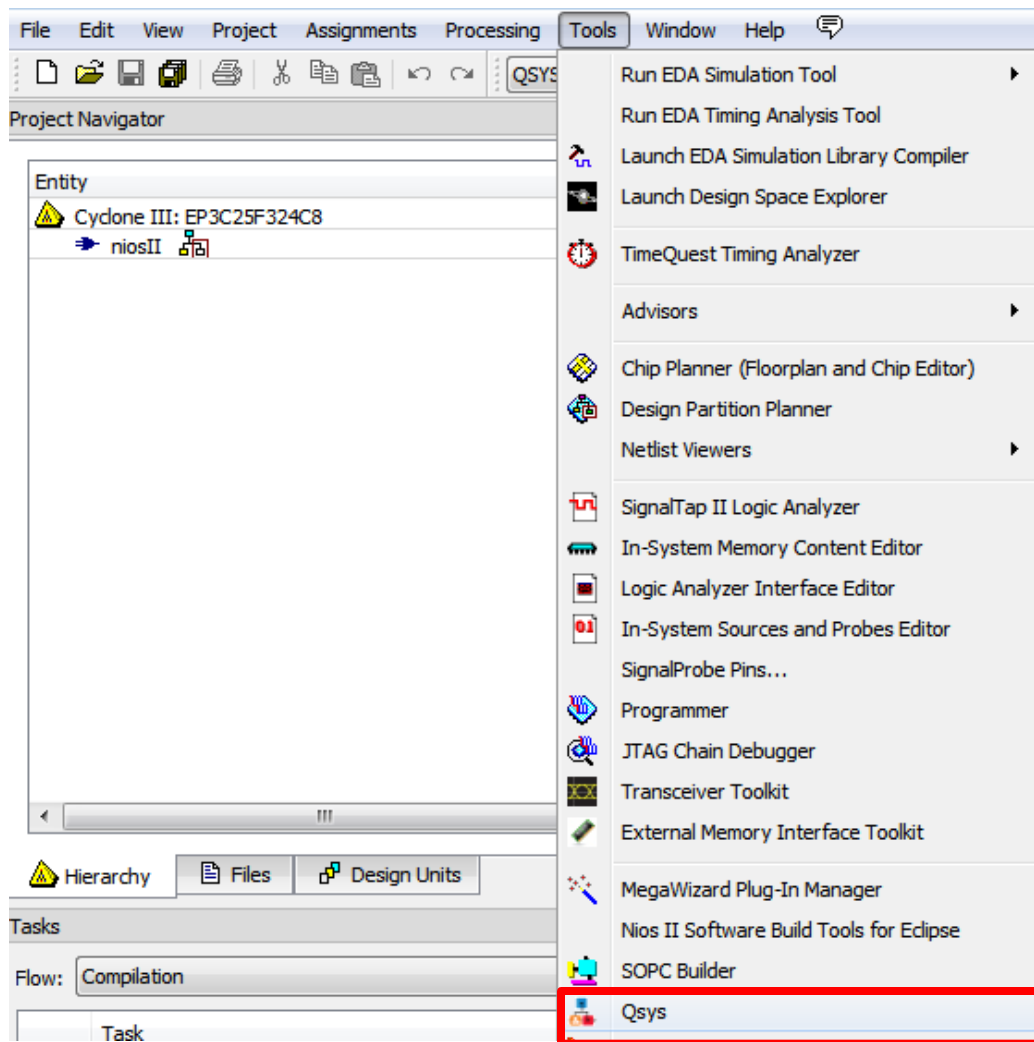 File Edit View Project Assignments Processing Tools Window Help
QSYS
Project Navigator
Entity
Cyclone III: EP3C25F324C8
niosII
Hierarchy Files Design Units
Tasks
Flow: Compilation
Task
Run EDA Simulation Tool
Run EDA Timing Analysis Tool
Launch EDA Simulation Library Compiler
Launch Design Space Explorer
TimeQuest Timing Analyzer
Advisors
Chip Planner (Floorplan and Chip Editor)
Design Partition Planner
Netlist Viewers
SignalTap II Logic Analyzer
In-System Memory Content Editor
Logic Analyzer Interface Editor
In-System Sources and Probes Editor
SignalProbe Pins...
Programmer
JTAG Chain Debugger
Transceiver Toolkit
External Memory Interface Toolkit
MegaWizard Plug-In Manager
Nios II Software Build Tools for Eclipse
SOPC Builder
Qsys